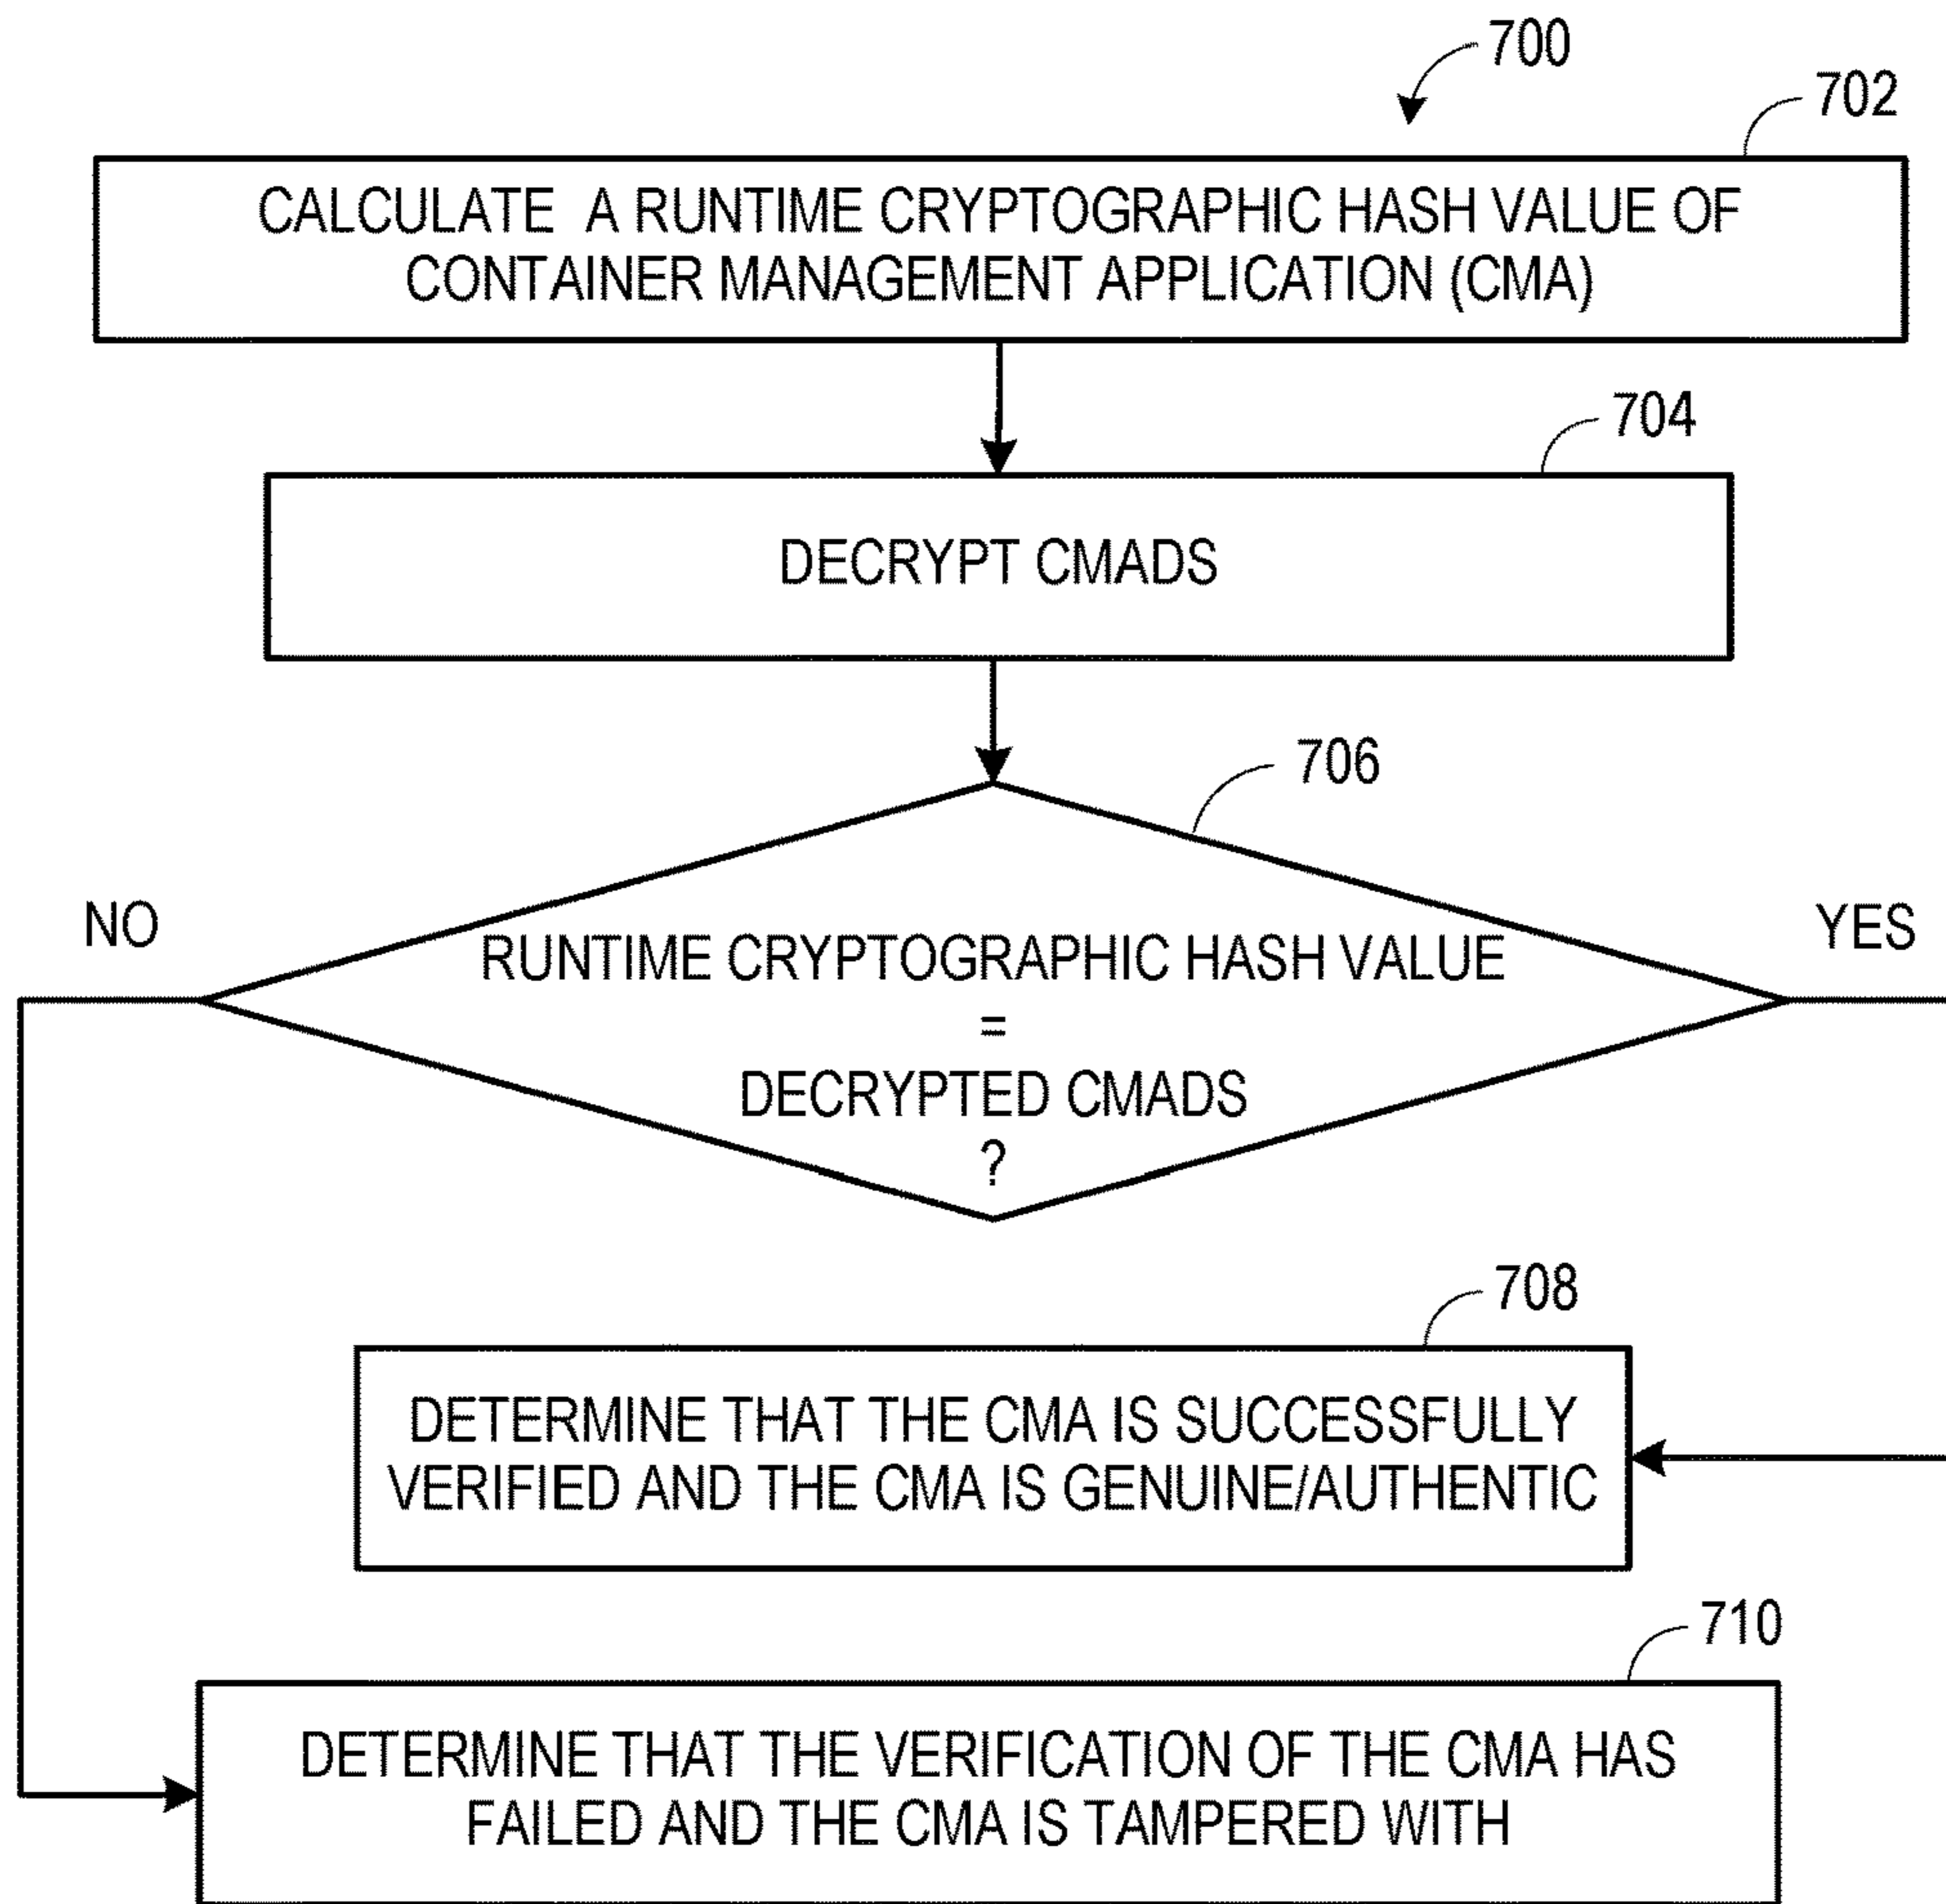 700
702
CALCULATE A RUNTIME CRYPTOGRAPHIC HASH VALUE OF
CONTAINER MANAGEMENT APPLICATION (CMA)
704
DECRYPT CMADS
706
NO
YES
RUNTIME CRYPTOGRAPHIC HASH VALUE
=
DECRYPTED CMADS
?
708
DETERMINE THAT THE CMA IS SUCCESSFULLY
VERIFIED AND THE CMA IS GENUINE/AUTHENTIC
710
DETERMINE THAT THE VERIFICATION OF THE CMA HAS
FAILED AND THE CMA IS TAMPERED WITH